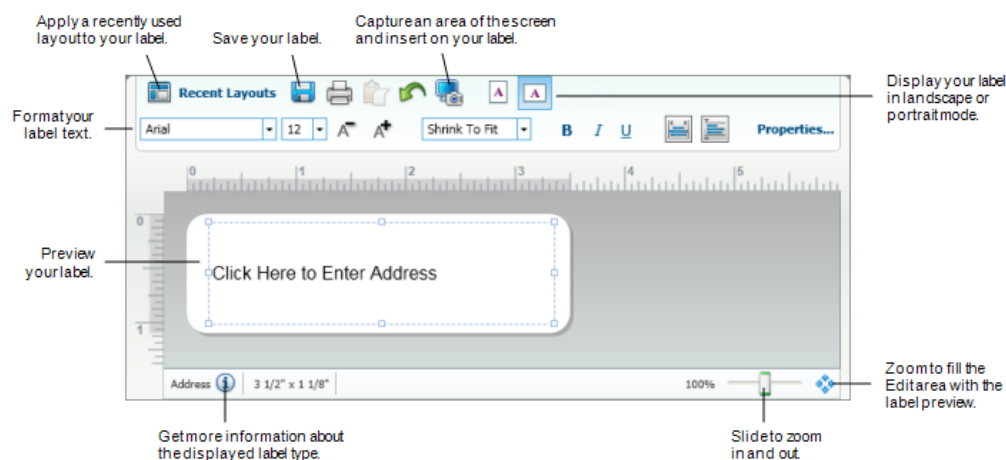 Apply a recently used
layout to your label.
Save your label.
Capture an area of the screen
and insert on your label.
Recent Layouts
A
A
Display your label
in landscape or
portrait mode.
Format your
label text.
Arial
12
A
A
Shrink To Fit
B I U
Properties...
0 1 2 3 4 5
0
Preview
your label.
Click Here to Enter Address
1
Address
3 1/2" x 1 1/8"
100%
Zoom to fill the
Edit area with the
label preview.
Get more information about
the displayed label type.
Slide to zoom
in and out.